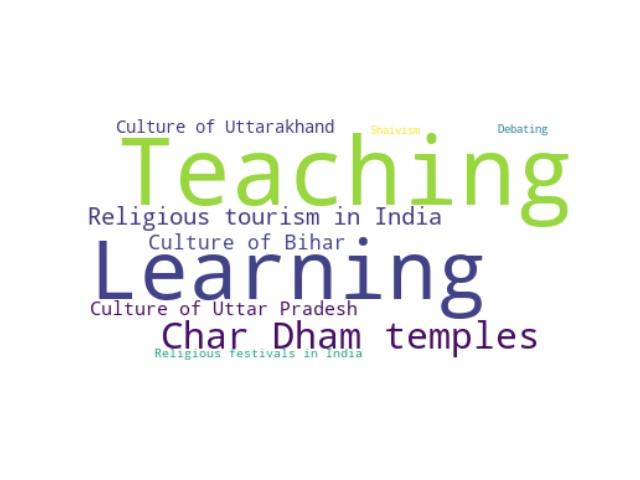 Culture of Uttarakhand
Shaivism
Debating
Teaching
Religious tourism in India
Culture of Bihar
Learning
Culture of Uttar Pradesh
Char Dham temples
Religious festivals in India